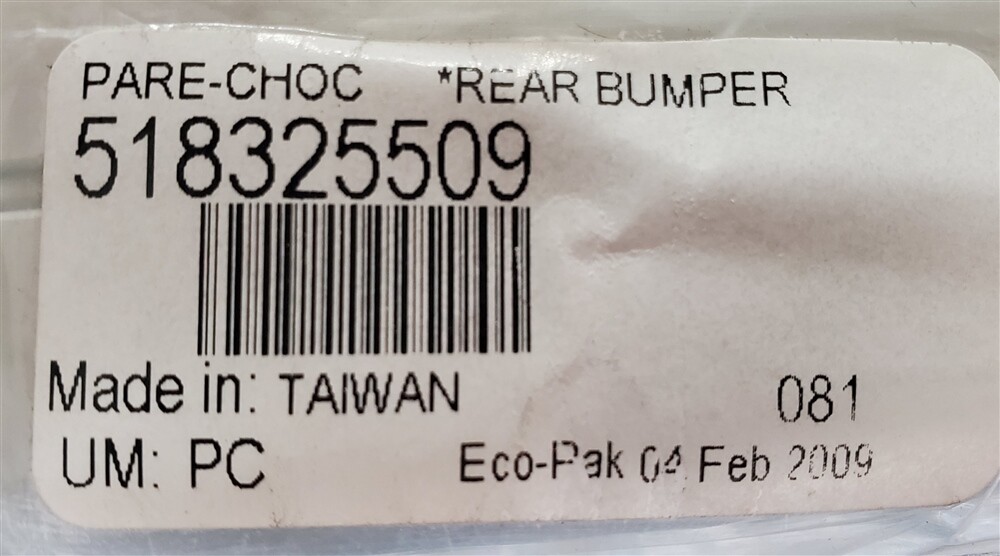 PARE-CHOC *REAR BUMPER
518325509
Made in: TAIWAN
081
UM: PC
Eco-Pak 04 Feb 2009